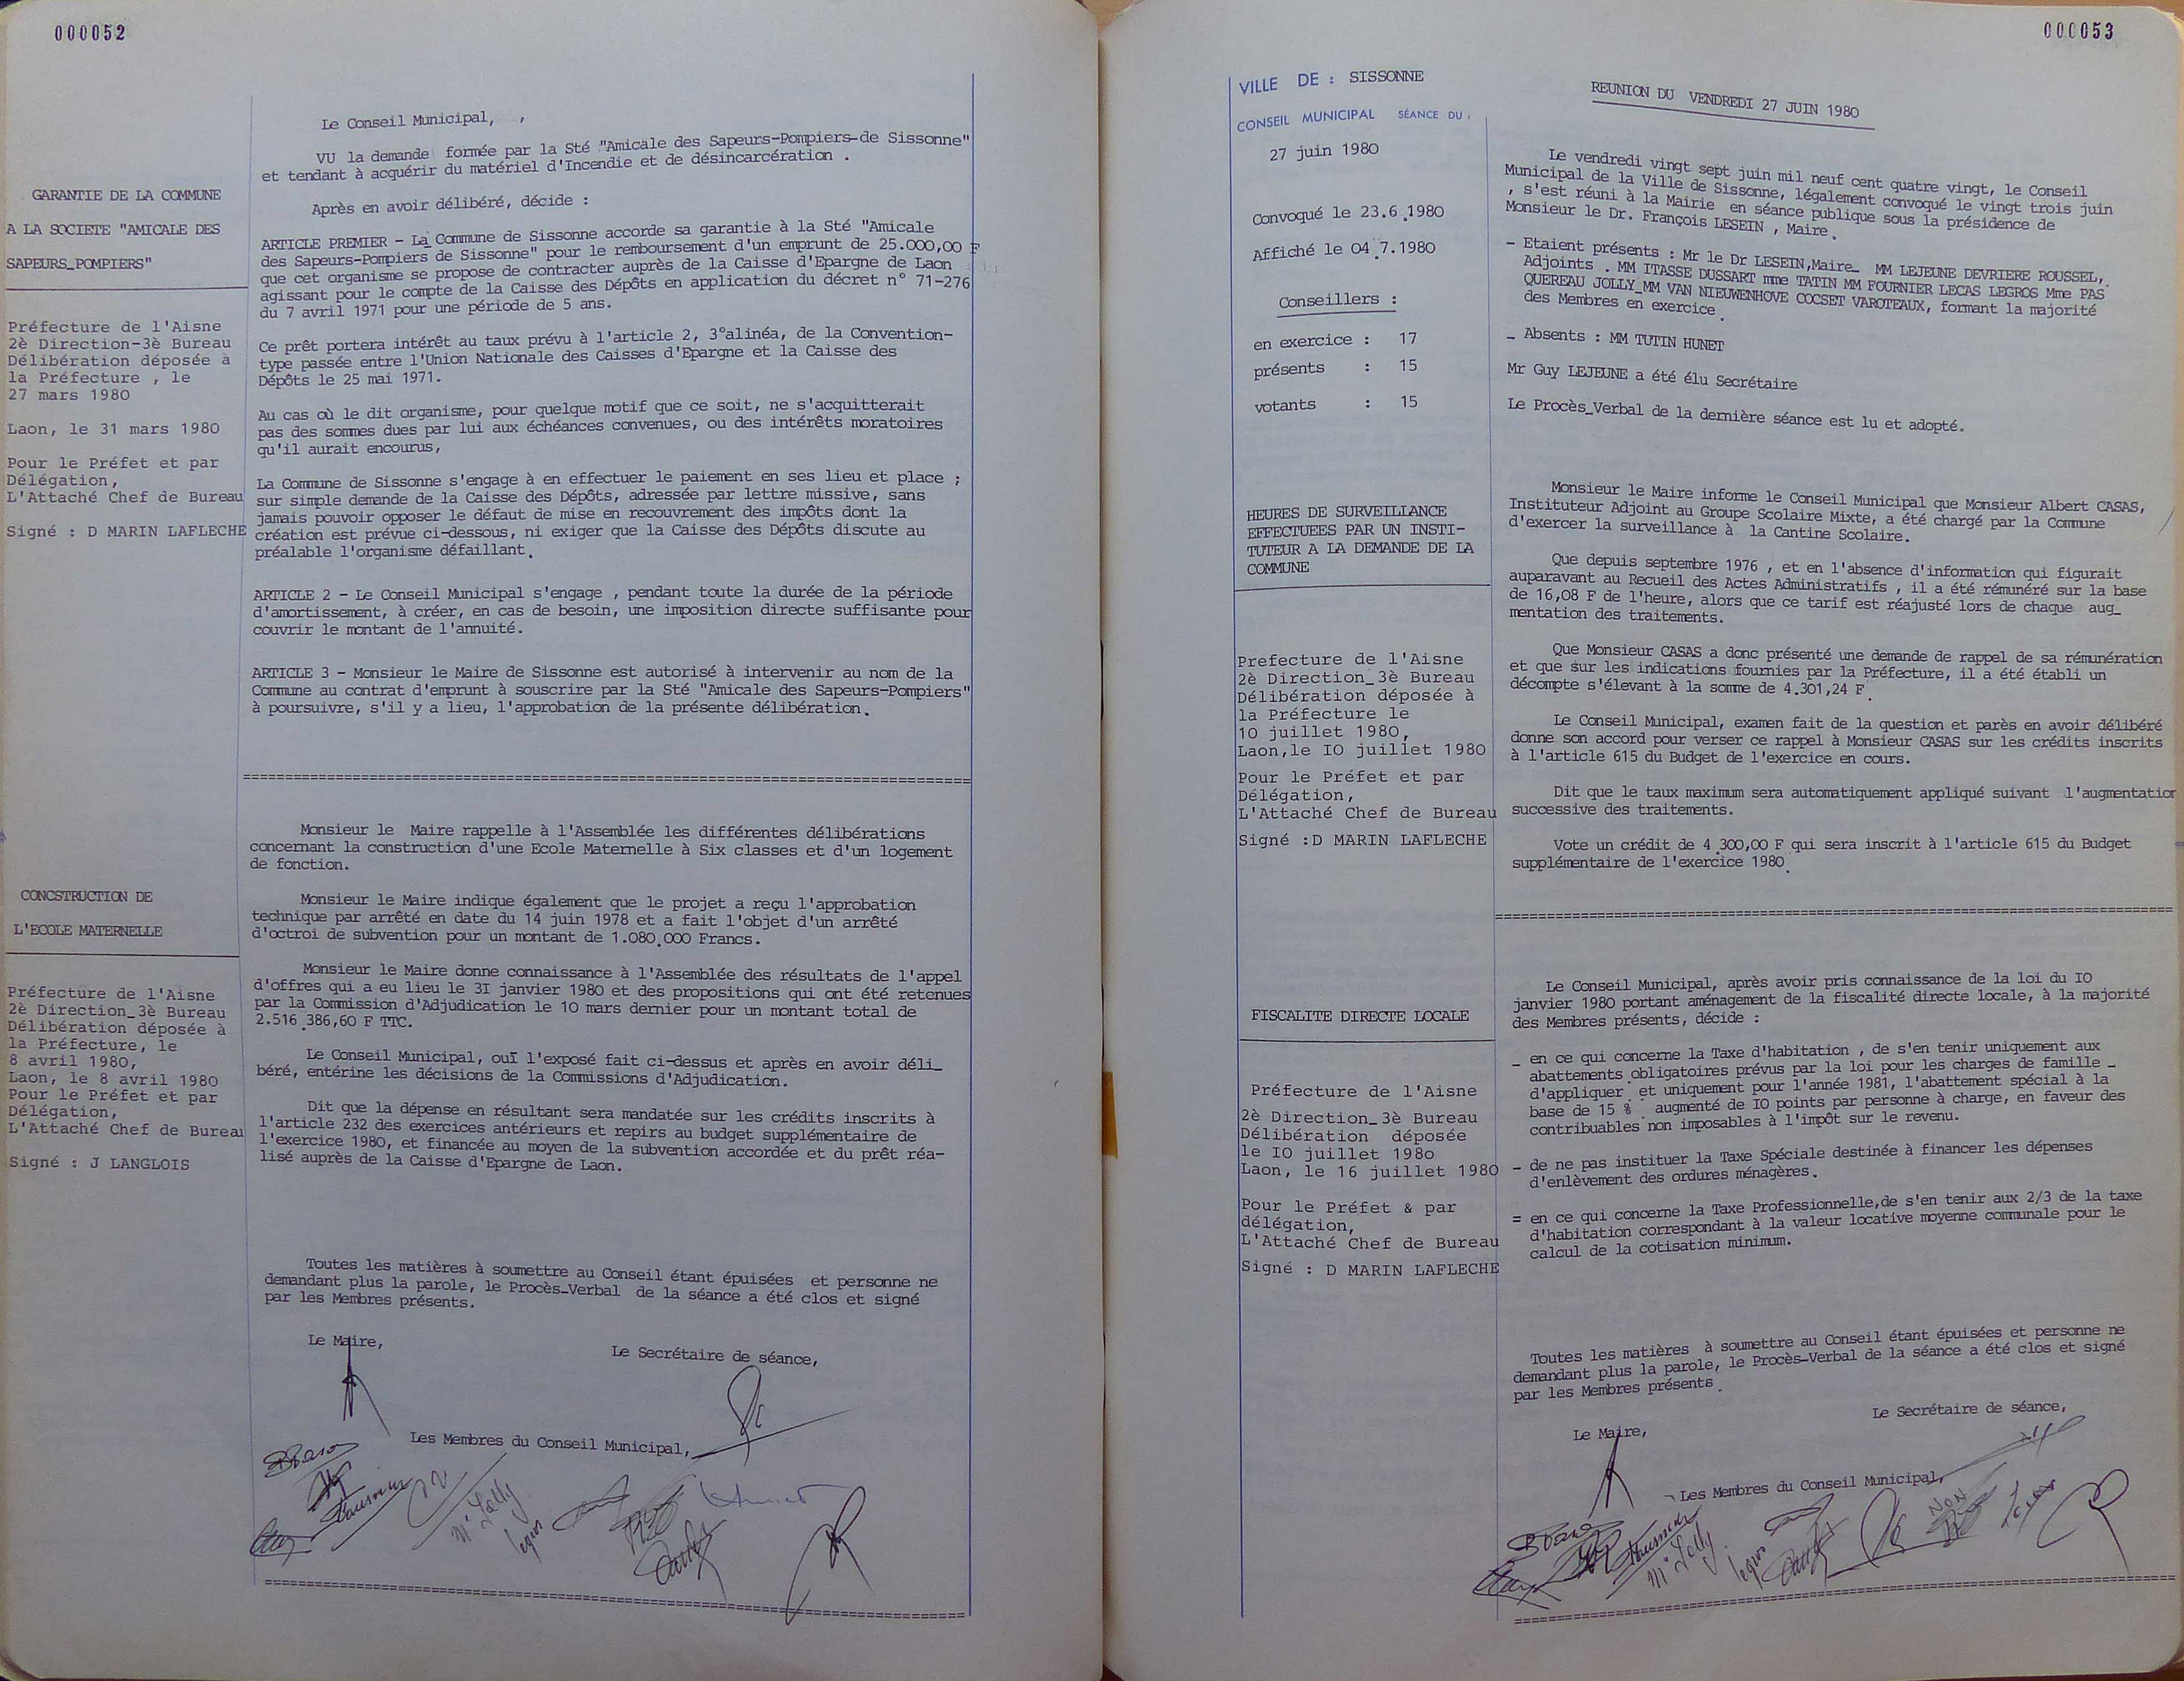 000052
GARANTIE DE LA COMMUNE
A LA SOCIETE "AMICALE DES
SAPEURS_POMPIERS"
Préfecture de l'Aisne
2è Direction-3è Bureau
Délibération déposée à
la Préfecture , le
27 mars 1980
Laon, le 31 mars 1980
Pour le Préfet et par
Délégation,
L'Attaché Chef de Bureau
Signé : D MARIN LAFLECHE
Le Conseil Municipal, ,
VU la demande formée par la Sté "Amicale des Sapeurs-Pompiers-de Sissonne"
et tendant à acquérir du matériel d'Incendie et de désincarcération .
Après en avoir délibéré, décide :
ARTICLE PREMIER - La Commune de Sissonne accorde sa garantie à la Sté "Amicale
des Sapeurs-Pompiers de Sissonne" pour le remboursement d'un emprunt de 25.000,00 F
que cet organisme se propose de contracter auprès de la Caisse d'Epargne de Laon
agissant pour le compte de la Caisse des Dépôts en application du décret n° 71-276
du 7 avril 1971 pour une période de 5 ans.
Ce prêt portera intérêt au taux prévu à l'article 2, 3°alinéa, de la Convention-
type passée entre l'Union Nationale des Caisses d'Epargne et la Caisse des
Dépôts le 25 mai 1971.
Au cas où le dit organisme, pour quelque motif que ce soit, ne s'acquitterait
pas des sommes dues par lui aux échéances convenues, ou des intérêts moratoires
qu'il aurait encourus,
La Commune de Sissonne s'engage à en effectuer le paiement en ses lieu et place ;
sur simple demande de la Caisse des Dépôts, adressée par lettre missive, sans
jamais pouvoir opposer le défaut de mise en recouvrement des impôts dont la
création est prévue ci-dessous, ni exiger que la Caisse des Dépôts discute au
préalable l'organisme défaillant.
ARTICLE 2 - Le Conseil Municipal s'engage , pendant toute la durée de la période
d'amortissement, à créer, en cas de besoin, une imposition directe suffisante pour
couvrir le montant de l'annuité.
ARTICLE 3 - Monsieur le Maire de Sissonne est autorisé à intervenir au nom de la
Commune au contrat d'emprunt à souscrire par la Sté "Amicale des Sapeurs-Pompiers"
à poursuivre, s'il y a lieu, l'approbation de la présente délibération.
CONCSTRUCTION DE
L'ECOLE MATERNELLE
Préfecture de l'Aisne
2è Direction_3è Bureau
Délibération déposée à
la Préfecture, le
8 avril 1980,
Laon, le 8 avril 1980
Pour le Préfet et par
Délégation,
L'Attaché Chef de Bureau
Signé : J LANGLOIS
Monsieur le Maire rappelle à l'Assemblée les différentes délibérations
concernant la construction d'une Ecole Maternelle à Six classes et d'un logement
de fonction.
Monsieur le Maire indique également que le projet a reçu l'approbation
technique par arrêté en date du 14 juin 1978 et a fait l'objet d'un arrêté
d'octroi de subvention pour un montant de 1.080.000 Francs.
Monsieur le Maire donne connaissance à l'Assemblée des résultats de l'appel
d'offres qui a eu lieu le 3I janvier 1980 et des propositions qui ont été retenues
par la Commission d'Adjudication le 10 mars dernier pour un montant total de
2.516.386,60 F TTC.
Le Conseil Municipal, ouï l'exposé fait ci-dessus et après en avoir déli_
béré, entérine les décisions de la Commissions d'Adjudication.
Dit que la dépense en résultant sera mandatée sur les crédits inscrits à
l'article 232 des exercices antérieurs et repirs au budget supplémentaire de
l'exercice 1980, et financée au moyen de la subvention accordée et du prêt réa-
lisé auprès de la Caisse d'Epargne de Laon.
Toutes les matières à soumettre au Conseil étant épuisées et personne ne
demandant plus la parole, le Procès_Verbal de la séance a été clos et signé
par les Membres présents.
Le Maire,
Le Secrétaire de séance,
Les Membres du Conseil Municipal,
000053
VILLE DE : SISSONNE
CONSEIL MUNICIPAL SÉANCE DU :
27 juin 1980
Convoqué le 23.6.1980
Affiché le 04.7.1980
Conseillers :
en exercice : 17
présents : 15
votants : 15
REUNION DU VENDREDI 27 JUIN 1980
Le vendredi vingt sept juin mil neuf cent quatre vingt, le Conseil
Municipal de la Ville de Sissonne, légalement convoqué le vingt trois juin
, s'est réuni à la Mairie en séance publique sous la présidence de
Monsieur le Dr. François LESEIN , Maire.
- Etaient présents : Mr le Dr LESEIN,Maire_ MM LEJEUNE DEVRIERE ROUSSEL,
Adjoints . MM ITASSE DUSSART mme TATIN MM FOURNIER LECAS LEGROS Mme PAS
QUEREAU JOLLY_MM VAN NIEUWENHOVE COCSET VAROTEAUX, formant la majorité
des Membres en exercice.
_ Absents : MM TUTIN HUNET
Mr Guy LEJEUNE a été élu Secrétaire
Le Procès_Verbal de la dernière séance est lu et adopté.
HEURES DE SURVEILLANCE
EFFECTUEES PAR UN INSTI-
TUTEUR A LA DEMANDE DE LA
COMMUNE
Prefecture de l'Aisne
2è Direction_3è Bureau
Délibération déposée à
la Préfecture le
10 juillet 1980,
Laon,le I0 juillet 1980
Pour le Préfet et par
Délégation,
L'Attaché Chef de Bureau
Signé :D MARIN LAFLECHE
Monsieur le Maire informe le Conseil Municipal que Monsieur Albert CASAS,
Instituteur Adjoint au Groupe Scolaire Mixte, a été chargé par la Commune
d'exercer la surveillance à la Cantine Scolaire.
Que depuis septembre 1976 , et en l'absence d'information qui figurait
auparavant au Recueil des Actes Administratifs , il a été rémunéré sur la base
de 16,08 F de l'heure, alors que ce tarif est réajusté lors de chaque aug_
mentation des traitements.
Que Monsieur CASAS a donc présenté une demande de rappel de sa rémunération
et que sur les indications fournies par la Préfecture, il a été établi un
décompte s'élevant à la somme de 4.301,24 F.
Le Conseil Municipal, examen fait de la question et parès en avoir délibéré
donne son accord pour verser ce rappel à Monsieur CASAS sur les crédits inscrits
à l'article 615 du Budget de l'exercice en cours.
Dit que le taux maximum sera automatiquement appliqué suivant l'augmentation
successive des traitements.
Vote un crédit de 4.300,00 F qui sera inscrit à l'article 615 du Budget
supplémentaire de l'exercice 1980.
FISCALITE DIRECTE LOCALE
Préfecture de l'Aisne
2è Direction_3è Bureau
Délibération déposée
le I0 juillet 1980
Laon, le 16 juillet 1980
Pour le Préfet & par
délégation,
L'Attaché Chef de Bureau
Signé : D MARIN LAFLECHE
Le Conseil Municipal, après avoir pris connaissance de la loi du I0
janvier 1980 portant aménagement de la fiscalité directe locale, à la majorité
des Membres présents, décide :
_ en ce qui concerne la Taxe d'habitation , de s'en tenir uniquement aux
abattements obligatoires prévus par la loi pour les charges de famille _
d'appliquer et uniquement pour l'année 1981, l'abattement spécial à la
base de 15 % augmenté de I0 points par personne à charge, en faveur des
contribuables non imposables à l'impôt sur le revenu.
- de ne pas instituer la Taxe Spéciale destinée à financer les dépenses
d'enlèvement des ordures ménagères.
= en ce qui concerne la Taxe Professionnelle,de s'en tenir aux 2/3 de la taxe
d'habitation correspondant à la valeur locative moyenne communale pour le
calcul de la cotisation minimum.
Toutes les matières à soumettre au Conseil étant épuisées et personne ne
demandant plus la parole, le Procès-Verbal de la séance a été clos et signé
par les Membres présents.
Le Maire,
Le Secrétaire de séance,
Les Membres du Conseil Municipal,